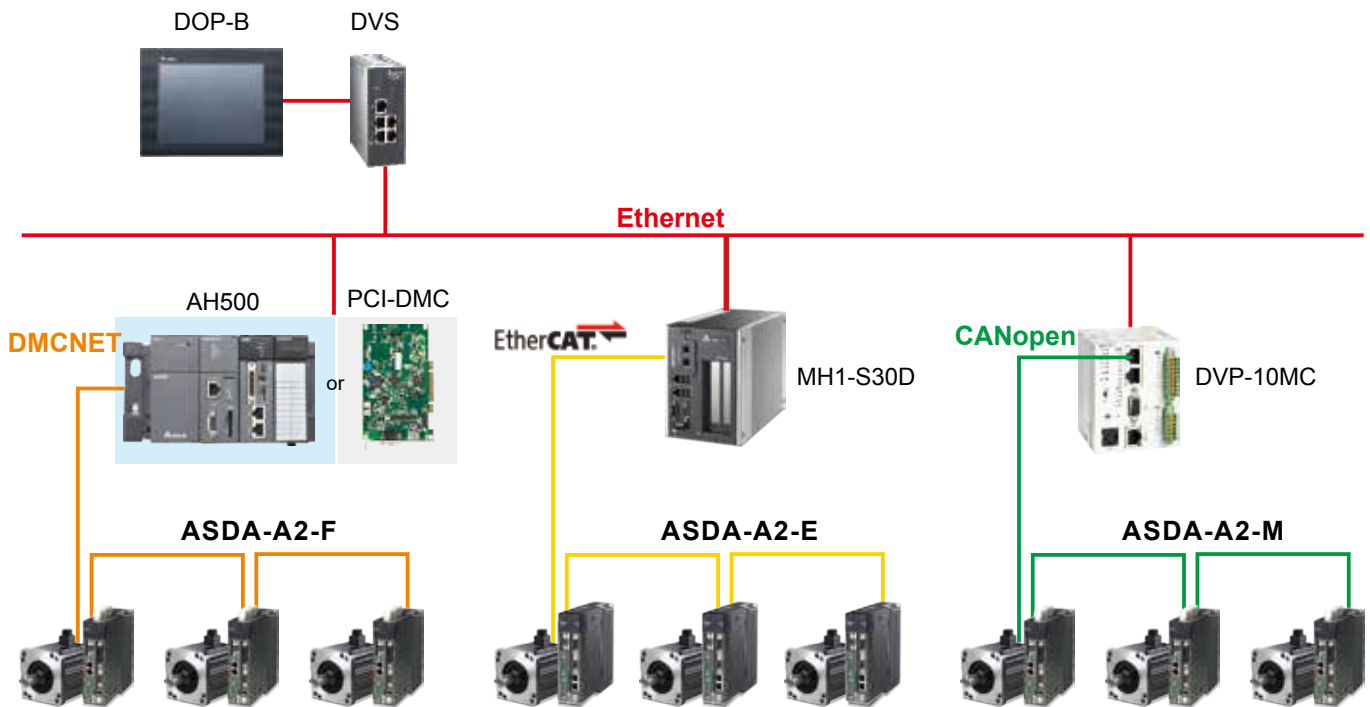 DOP-B
DVS
Ethernet
AH500
PCI-DMC
DMCNET
or
EtherCAT.
MH1-S30D
CANopen
DVP-10MC
ASDA-A2-F
ASDA-A2-E
ASDA-A2-M